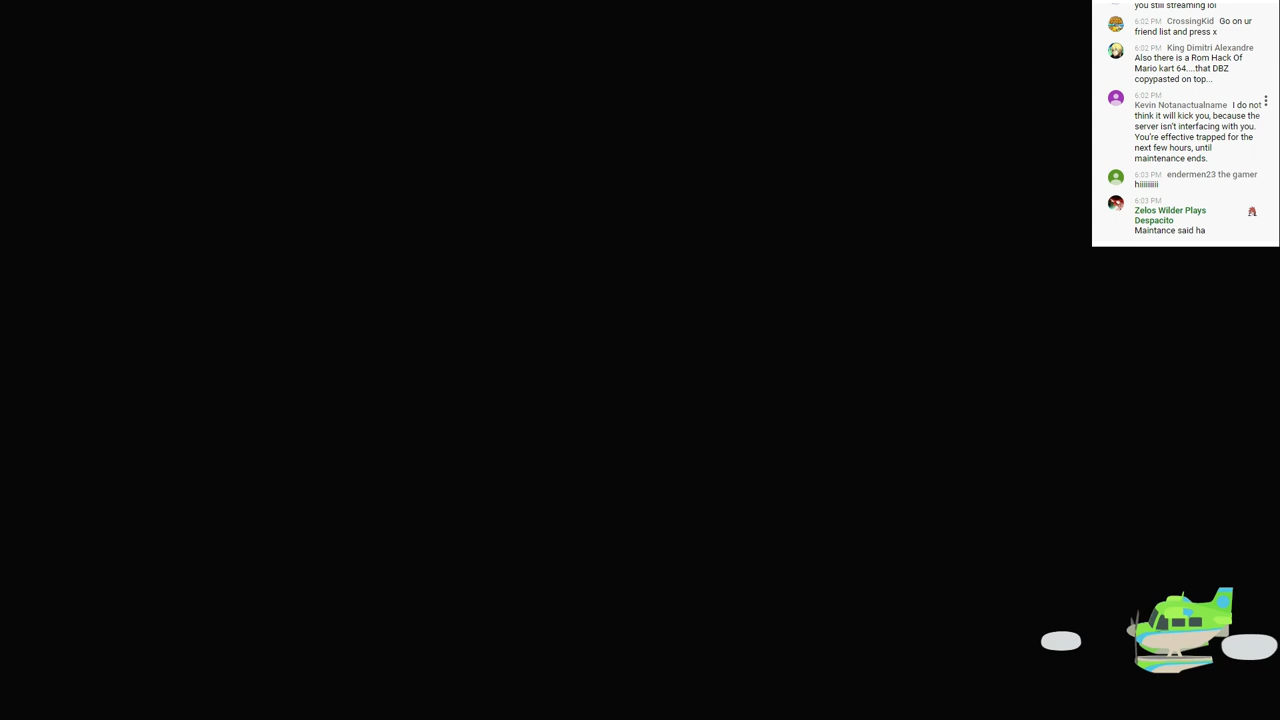 you still streaming lol
6:02 PM CrossingKid Go on ur
friend list and press x
6:02 PM King Dimitri Alexandre
Also there is a Rom Hack Of
Mario kart 64....that DBZ
copypasted on top...
6:02 PM
Kevin Notanactualname I do not
think it will kick you, because the
server isn't interfacing with you.
You're effective trapped for the
next few hours, until
maintenance ends.
6:03 PM endermen23 the gamer
hiiiiiiiiii
6:03 PM
Zelos Wilder Plays
Despacito
Maintance said ha